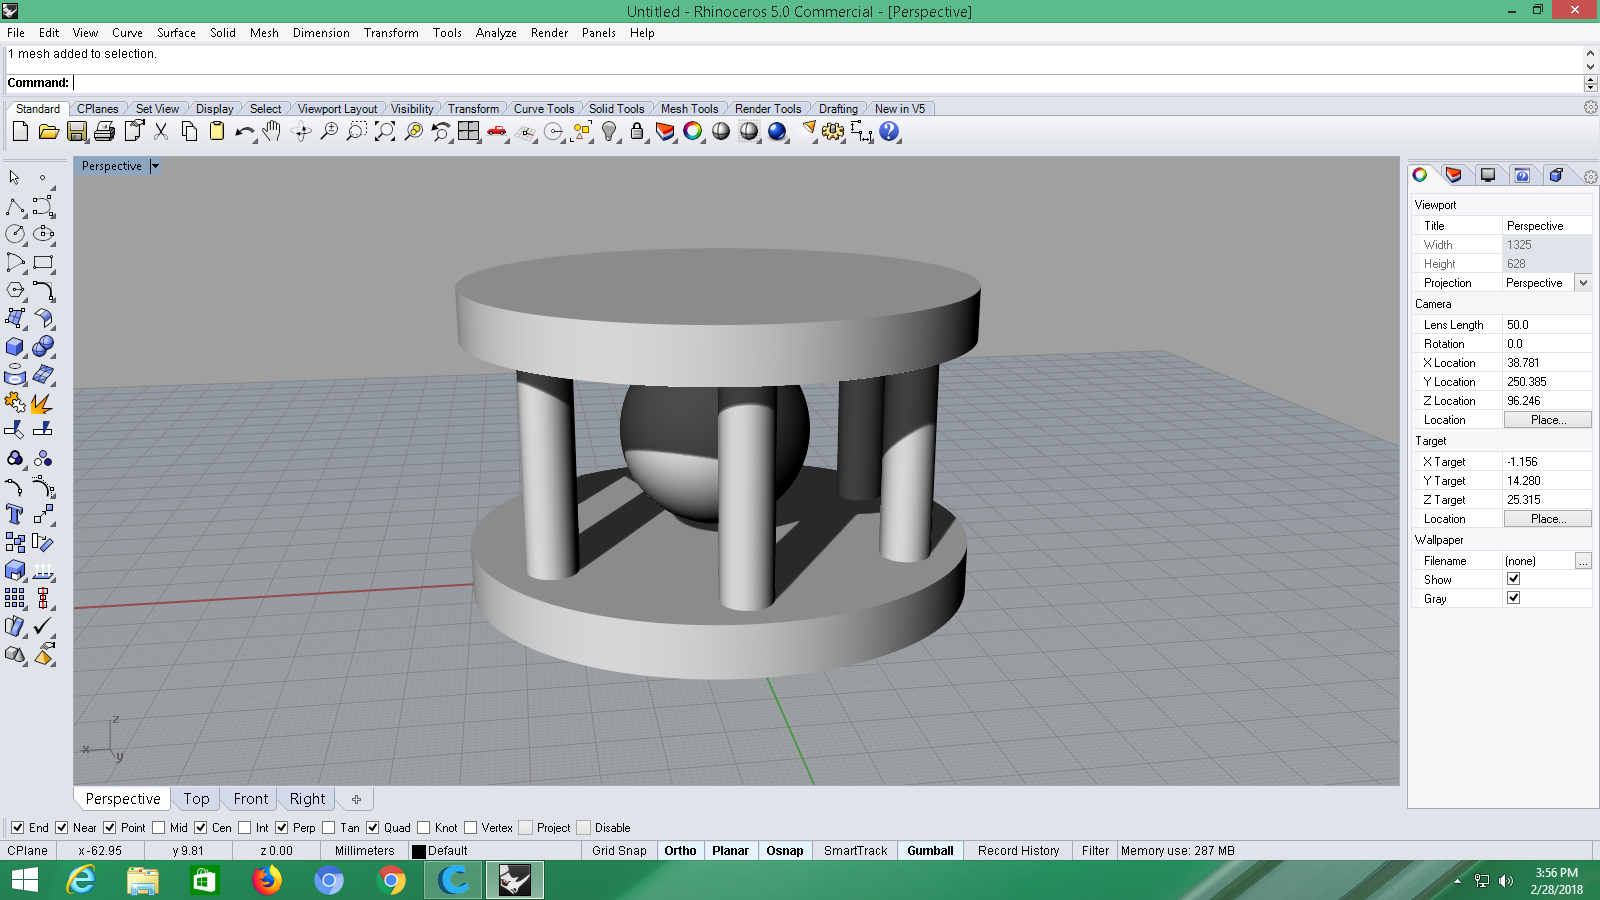 Untitled - Rhinoceros 5.0 Commercial - [Perspective]
File Edit View Curve Surface Solid Mesh Dimension Transform Tools Analyze Render Panels Help
1 mesh added to selection.
Command:
Standard CPlanes Set View Display Select Viewport Layout Visibility Transform Curve Tools Solid Tools Mesh Tools Render Tools Drafting New in V5
Perspective
Viewport
Title Perspective
Width 1325
Height 628
Projection Perspective
Camera
Lens Length 50.0
Rotation 0.0
X Location 38.781
Y Location 250.385
Z Location 96.246
Location Place...
Target
X Target -1.156
Y Target 14.280
Z Target 25.315
Location Place...
Wallpaper
Filename (none) ...
Show
Gray
z
x
y
Perspective Top Front Right
End Near Point Mid Cen Int Perp Tan Quad Knot Vertex Project Disable
CPlane x -62.95 y 9.81 z 0.00 Millimeters Default Grid Snap Ortho Planar Osnap SmartTrack Gumball Record History Filter Memory use: 287 MB
3:56 PM
2/28/2018